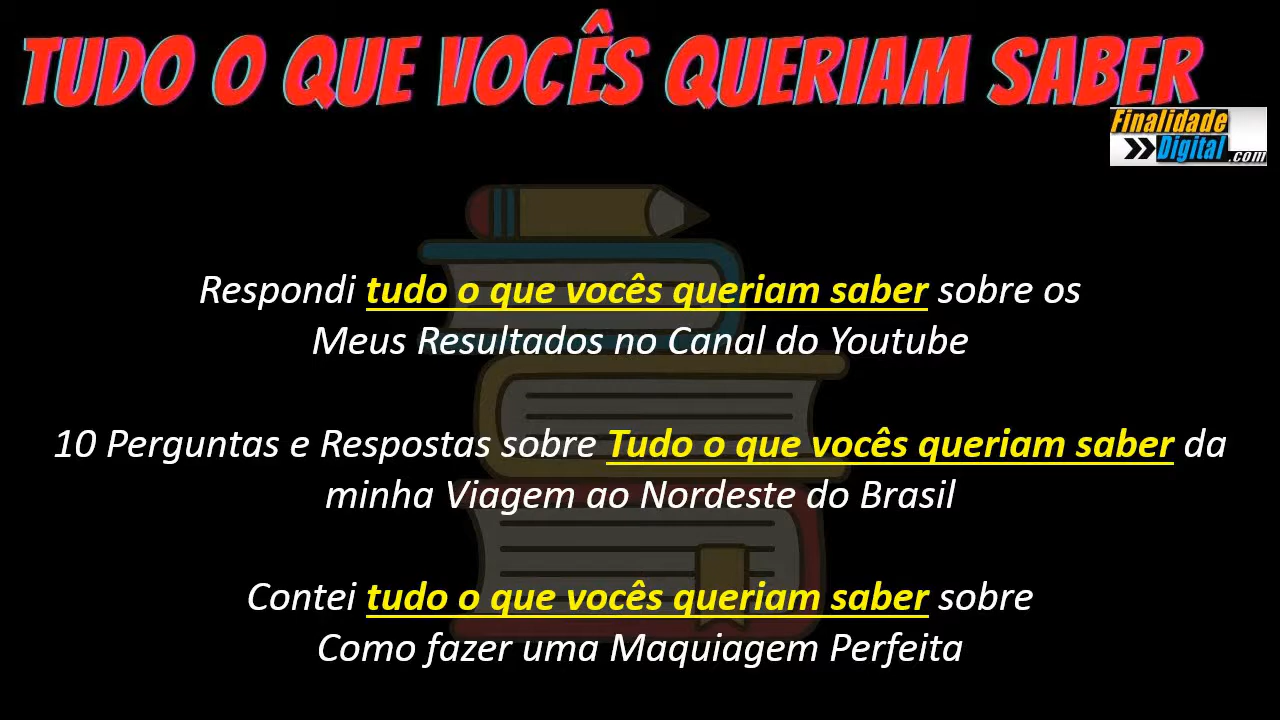 TUDO O QUE VOCÊS QUERIAM SABER
Finalidade
Digital .com
Respondi tudo o que vocês queriam saber sobre os
Meus Resultados no Canal do Youtube
10 Perguntas e Respostas sobre Tudo o que vocês queriam saber da
minha Viagem ao Nordeste do Brasil
Contei tudo o que vocês queriam saber sobre
Como fazer uma Maquiagem Perfeita